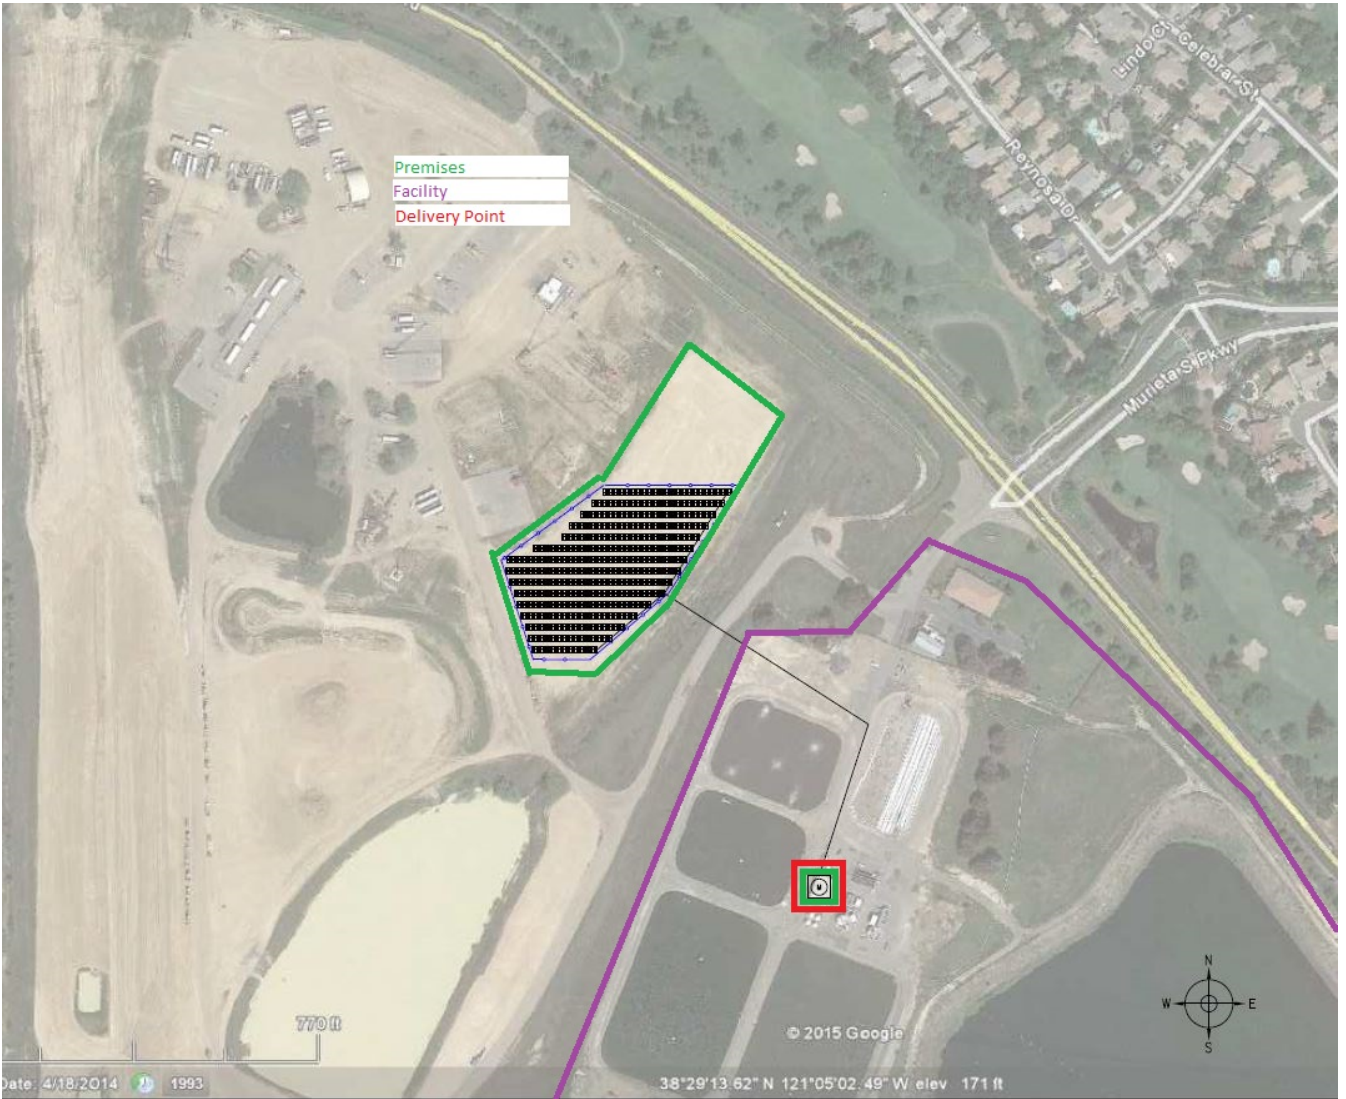 Lindo Ct
Celebrar St
Premises
Facility
Delivery Point
Reynosa Dr
Murieta S Pkwy
M
N
W
E
S
770 ft
© 2015 Google
Date: 4/18/2014
1993
38°29'13.62" N 121°05'02.49" W elev 171 ft